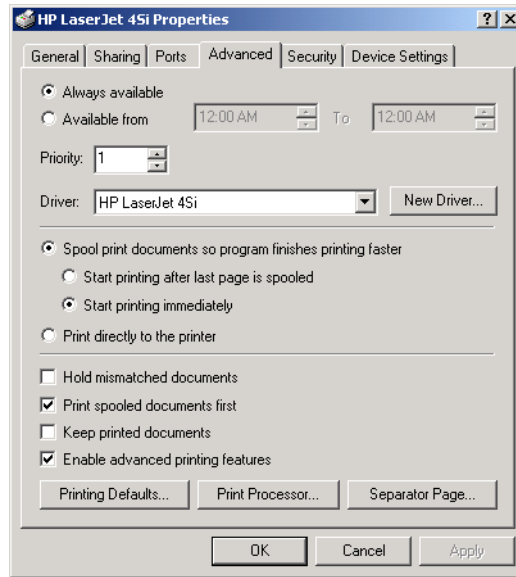 HP LaserJet 4Si Properties
General Sharing Ports Advanced Security Device Settings
Always available
Available from 12:00 AM To 12:00 AM
Priority: 1
Driver: HP LaserJet 4Si New Driver...
Spool print documents so program finishes printing faster
Start printing after last page is spooled
Start printing immediately
Print directly to the printer
Hold mismatched documents
Print spooled documents first
Keep printed documents
Enable advanced printing features
Printing Defaults... Print Processor... Separator Page...
OK Cancel Apply